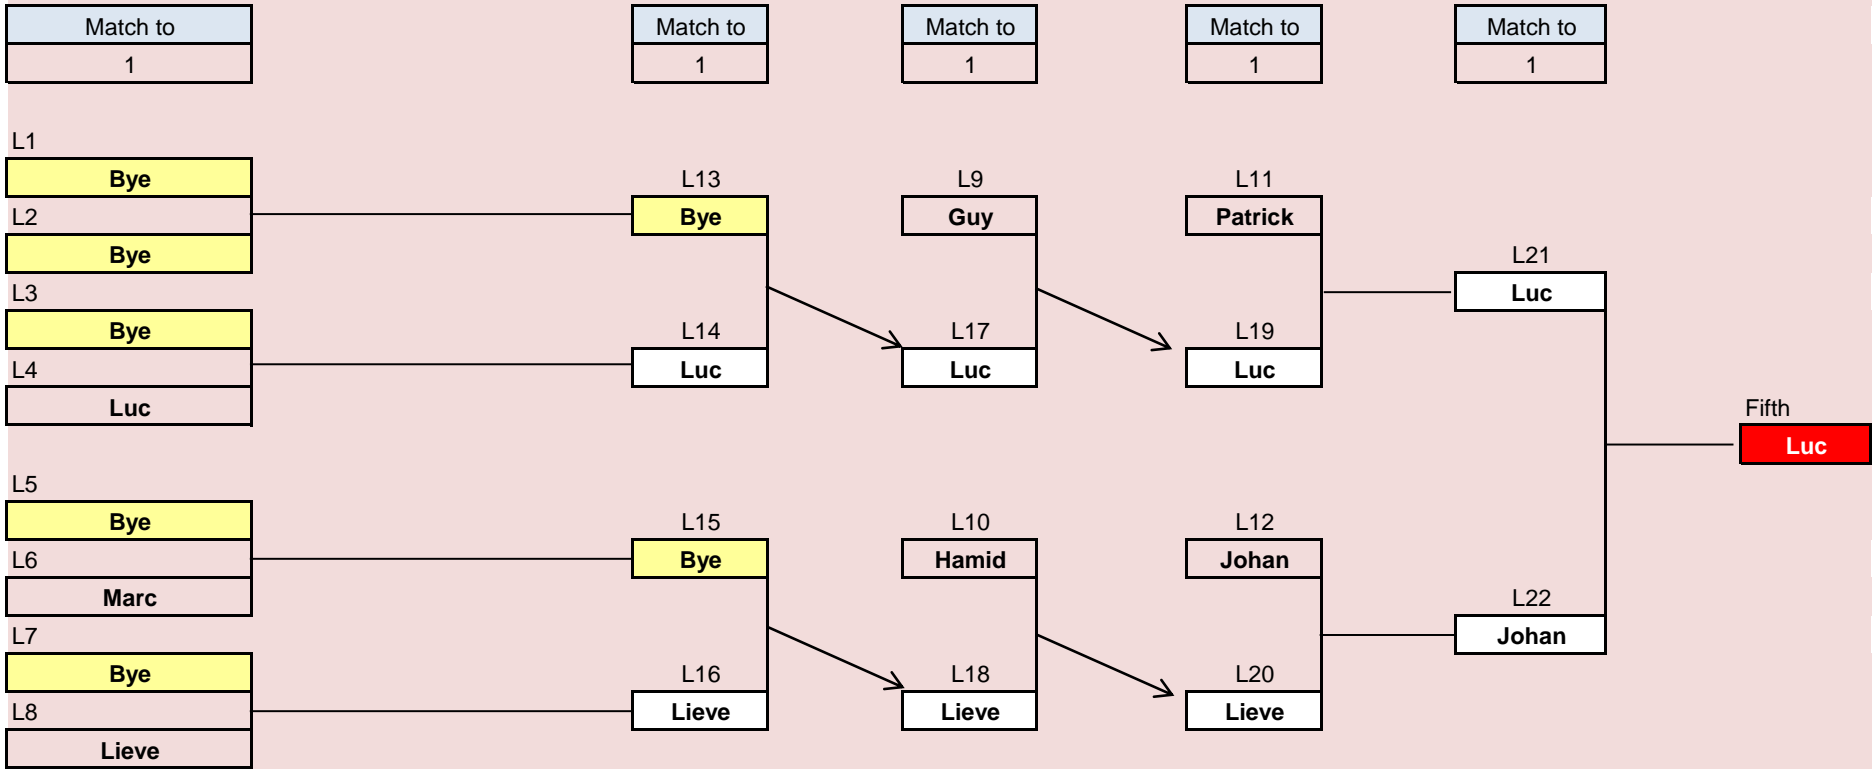 Match to Match to Match to Match to Match to
1 1 1 1 1
L1
Bye L13 L9 L11
L2 Bye Guy Patrick
Bye L21
L3 Luc
Bye L14 L17 L19
L4 Luc Luc Luc
Luc Fifth
Luc
L5
Bye L15 L10 L12
L6 Bye Hamid Johan
Marc L22
L7 Johan
Bye L16 L18 L20
L8 Lieve Lieve Lieve
Lieve